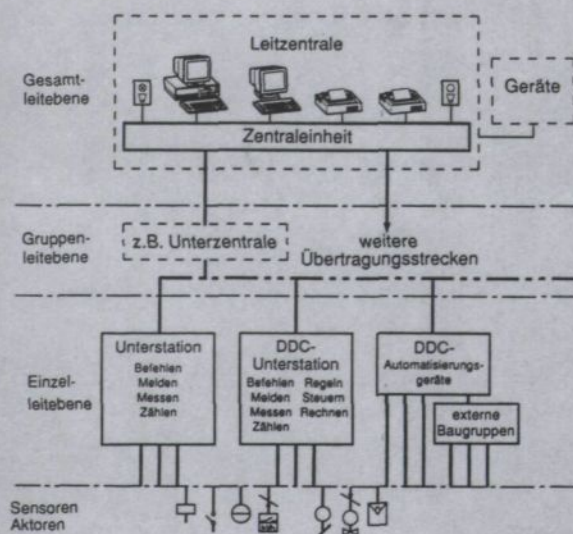 Gesamt-
leitebene
Leitzentrale
Geräte
Zentraleinheit
Gruppen-
leitebene
z.B. Unterzentrale
weitere
Übertragungsstrecken
Einzel-
leitebene
Unterstation
Befehlen
Melden
Messen
Zählen
DDC-
Unterstation
Befehlen Regeln
Melden Steuern
Messen Rechnen
Zählen
DDC-
Automatisierungs-
geräte
externe
Baugruppen
Sensoren
Aktoren